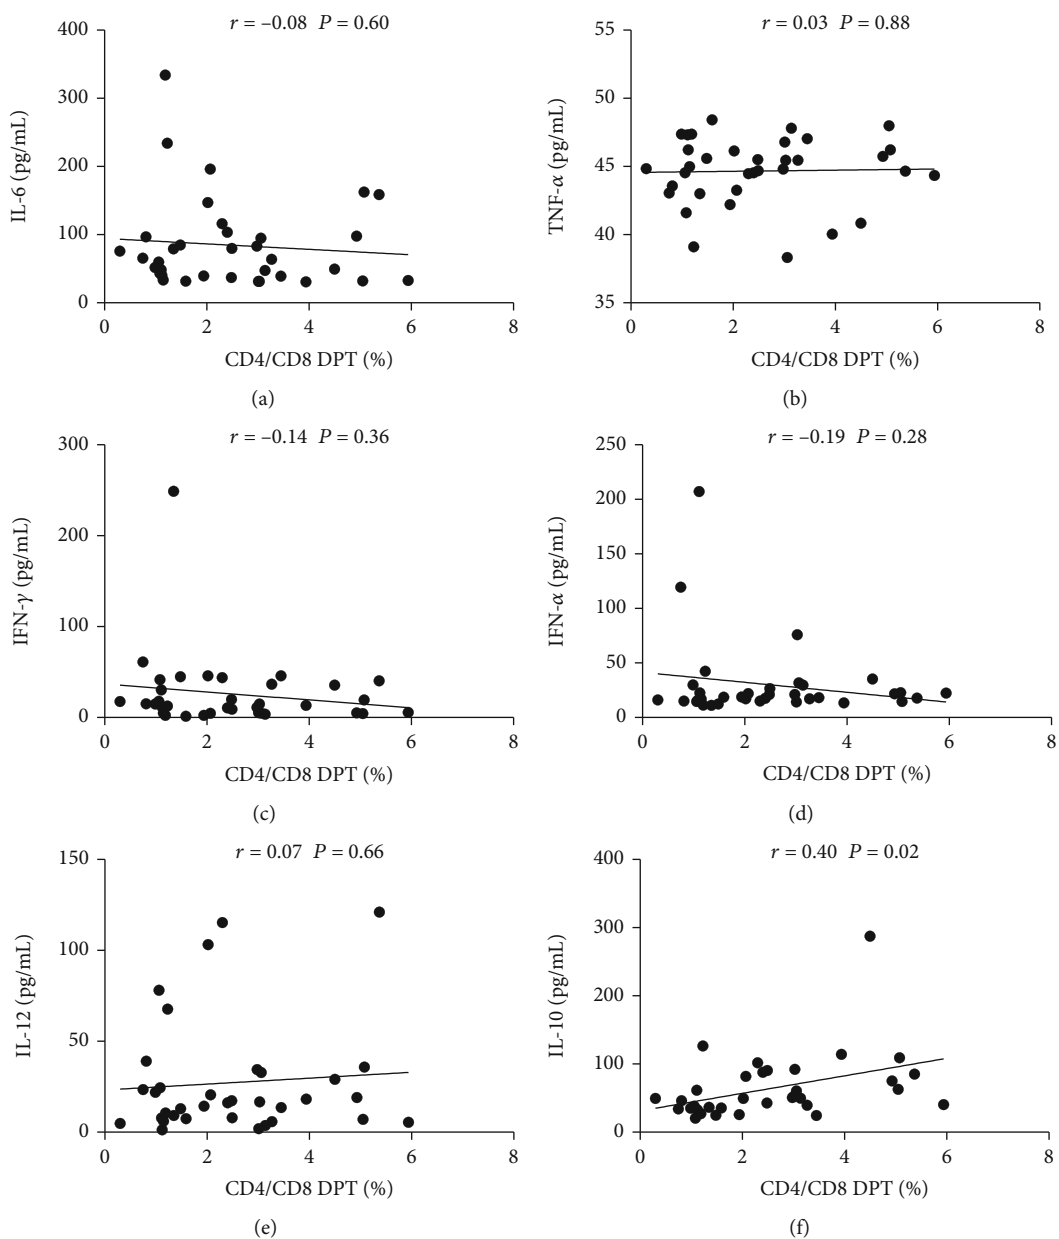 r = –0.08 P = 0.60
400
300
200
100
0
IL-6 (pg/mL)
0 2 4 6 8
CD4/CD8 DPT (%)
(a)
r = 0.03 P = 0.88
55
50
45
40
35
TNF-α (pg/mL)
0 2 4 6 8
CD4/CD8 DPT (%)
(b)
r = –0.14 P = 0.36
300
200
100
0
IFN-γ (pg/mL)
0 2 4 6 8
CD4/CD8 DPT (%)
(c)
r = –0.19 P = 0.28
250
200
150
100
50
0
IFN-α (pg/mL)
0 2 4 6 8
CD4/CD8 DPT (%)
(d)
r = 0.07 P = 0.66
150
100
50
0
IL-12 (pg/mL)
0 2 4 6 8
CD4/CD8 DPT (%)
(e)
r = 0.40 P = 0.02
400
300
200
100
0
IL-10 (pg/mL)
0 2 4 6 8
CD4/CD8 DPT (%)
(f)